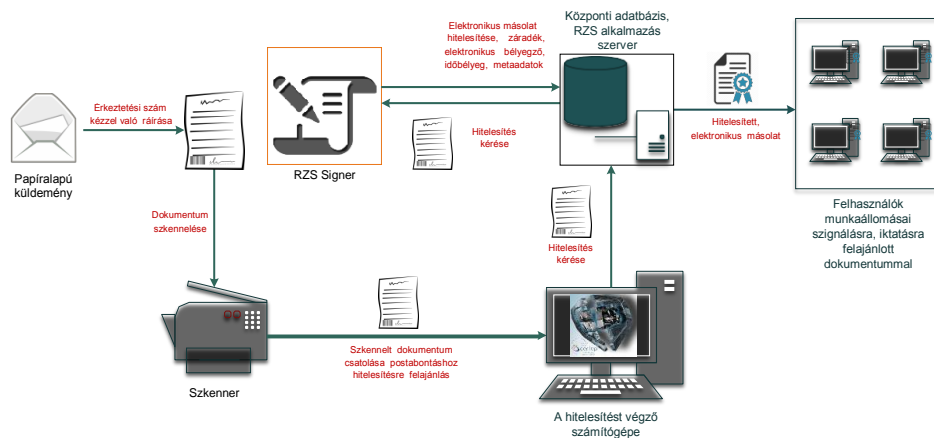 Papíralapú
küldemény
Erkeztetési szám
kézzel való ráírása
Dokumentum
szkennelése
Szkenner
Szkennelt dokumentum
csatolása postabontáshoz
hitelesítésre felajánlás
A hitelesítést végző
számítógépe
Hitelesítés
kérése
Központi adatbázis,
RZS alkalmazás
szerver
Hitelesítés
kérése
RZS Signer
Elektronikus másolat
hitelesítése, záradék,
elektronikus bélyegző,
időbélyeg, metaadatok
Hitelesített,
elektronikus másolat
Felhasználók
munkaállomásai
szignálásra, iktatásra
felajánlott
dokumentummal